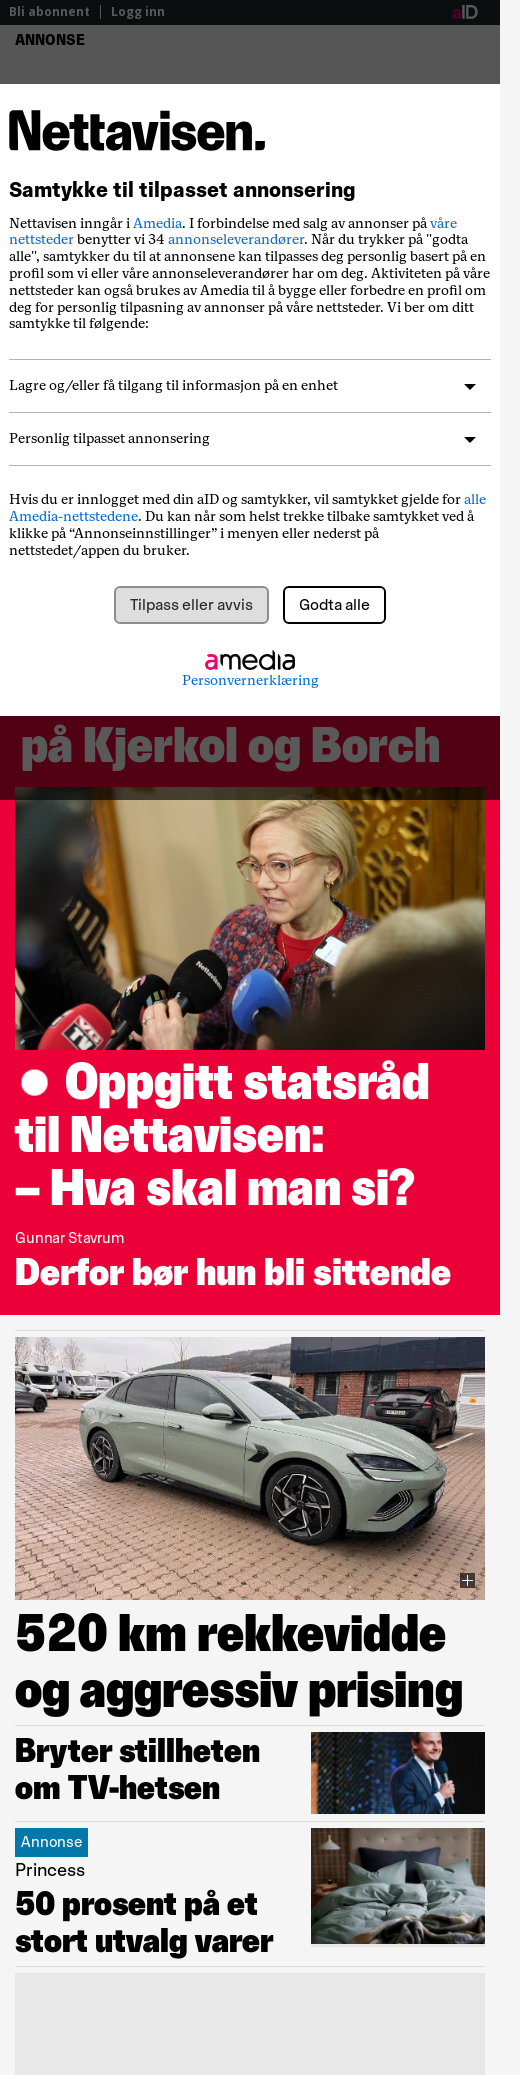 Bli abonnent
Logg inn
aID
ANNONSE
Nettavisen.
Samtykke til tilpasset annonsering
Nettavisen inngår i Amedia. I forbindelse med salg av annonser på våre
nettsteder benytter vi 34 annonseleverandører. Når du trykker på "godta
alle", samtykker du til at annonsene kan tilpasses deg personlig basert på en
profil som vi eller våre annonseleverandører har om deg. Aktiviteten på våre
nettsteder kan også brukes av Amedia til å bygge eller forbedre en profil om
deg for personlig tilpasning av annonser på våre nettsteder. Vi ber om ditt
samtykke til følgende:
Lagre og/eller få tilgang til informasjon på en enhet
Personlig tilpasset annonsering
Hvis du er innlogget med din aID og samtykker, vil samtykket gjelde for alle
Amedia-nettstedene. Du kan når som helst trekke tilbake samtykket ved å
klikke på “Annonseinnstillinger” i menyen eller nederst på
nettstedet/appen du bruker.
Tilpass eller avvis
Godta alle
amedia
Personvernerklæring
på Kjerkol og Borch
Nettavisen
VG
TV
Oppgitt statsråd
til Nettavisen:
– Hva skal man si?
Gunnar Stavrum
Derfor bør hun bli sittende
520 km rekkevidde
og aggressiv prising
Bryter stillheten
om TV-hetsen
Annonse
Princess
50 prosent på et
stort utvalg varer